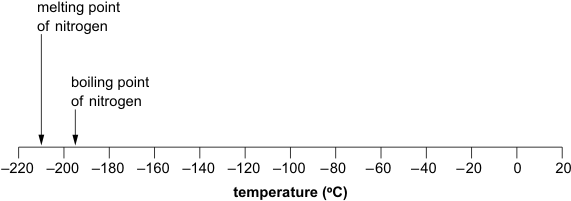 melting point
of nitrogen
boiling point
of nitrogen
–220 –200 –180 –160 –140 –120 –100 –80 –60 –40 –20 0 20
temperature (ºC)